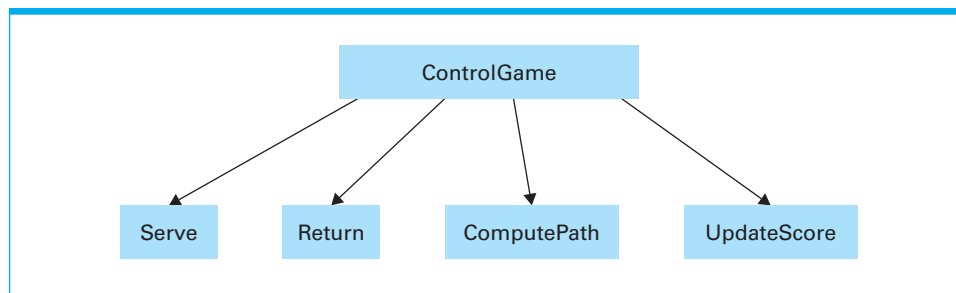 ControlGame
Serve
Return
ComputePath
UpdateScore